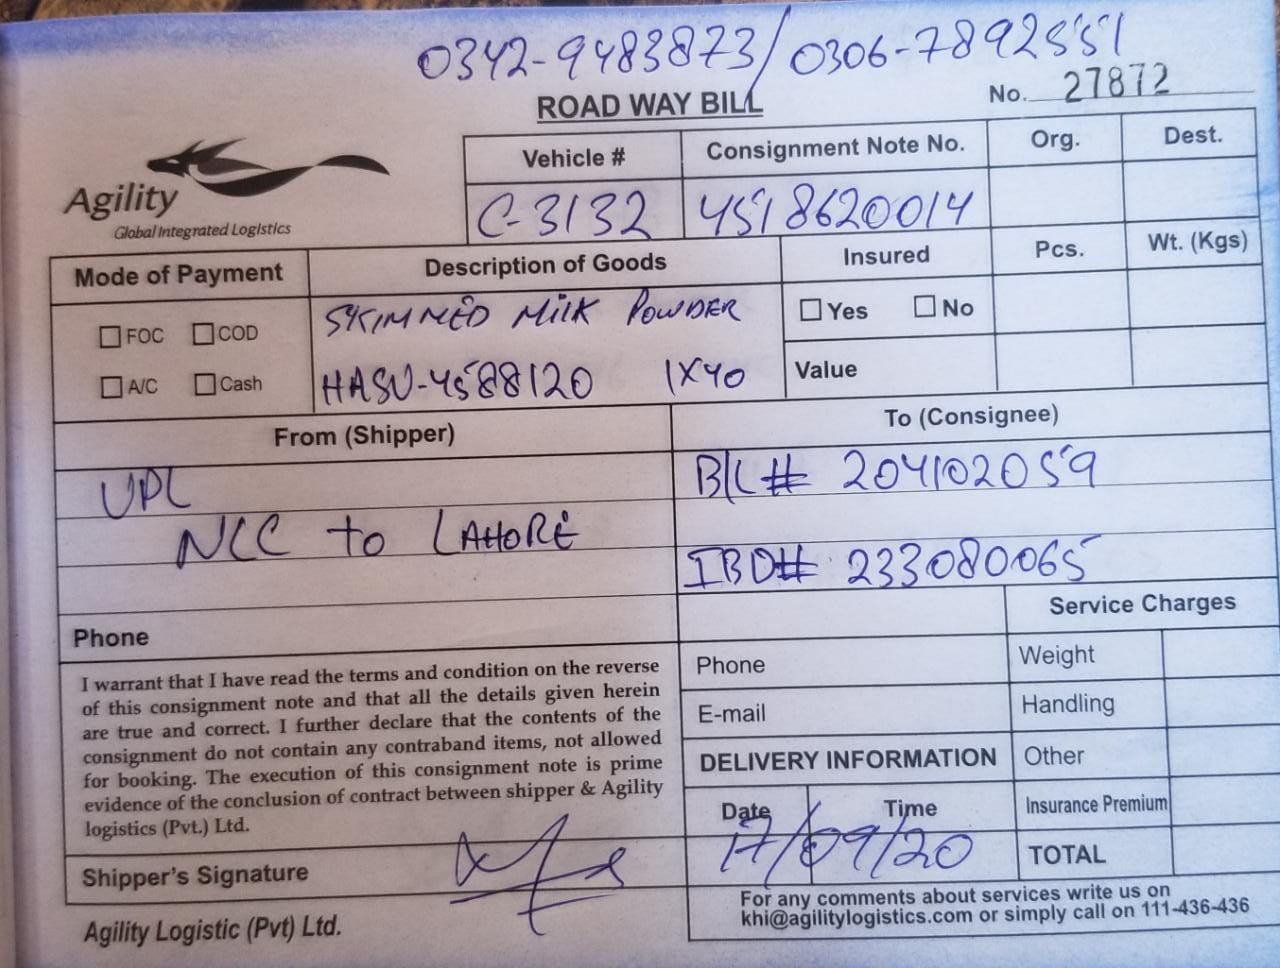 0342-9483873/0306-7892551
ROAD WAY BILL
No. 27872
Agility
Global Integrated Logistics
Vehicle # Consignment Note No. Org. Dest.
C-3132 4518620014
Mode of Payment Description of Goods Insured Pcs. Wt. (Kgs)
FOC COD SKIMMED MILK POWDER Yes No
A/C Cash HASU-4588120 1X40 Value
From (Shipper) To (Consignee)
UPL B/L# 204102059
NLC to LAHORE
IBD# 233080065
Service Charges
Phone
Phone Weight
E-mail Handling
DELIVERY INFORMATION Other
Date Time Insurance Premium
17/09/20 TOTAL
I warrant that I have read the terms and condition on the reverse
of this consignment note and that all the details given herein
are true and correct. I further declare that the contents of the
consignment do not contain any contraband items, not allowed
for booking. The execution of this consignment note is prime
evidence of the conclusion of contract between shipper & Agility
logistics (Pvt.) Ltd.
Shipper's Signature
Agility Logistic (Pvt) Ltd.
For any comments about services write us on
khi@agilitylogistics.com or simply call on 111-436-436